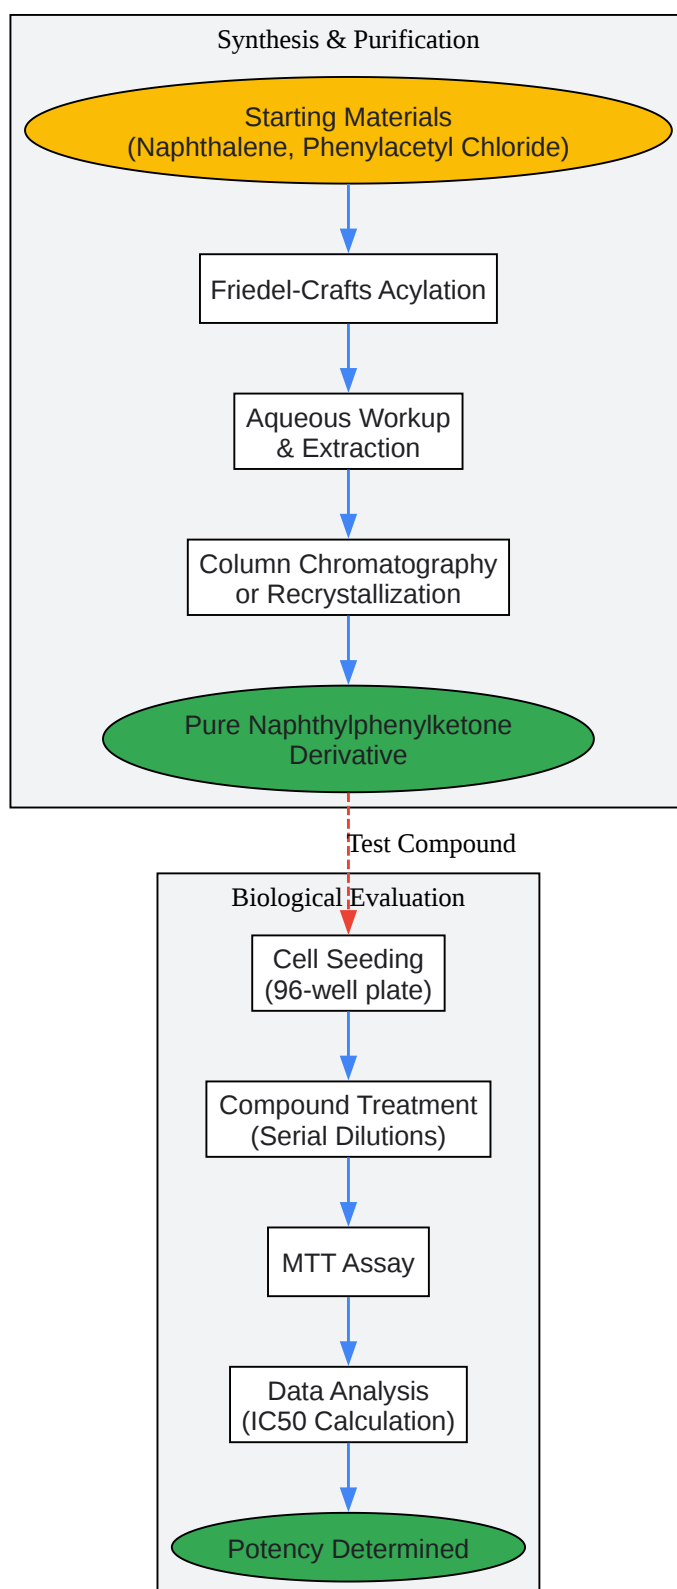 Synthesis & Purification
Starting Materials
(Naphthalene, Phenylacetyl Chloride)
Friedel-Crafts Acylation
Aqueous Workup
& Extraction
Column Chromatography
or Recrystallization
Pure Naphthylphenylketone
Derivative
Test Compound
Biological Evaluation
Cell Seeding
(96-well plate)
Compound Treatment
(Serial Dilutions)
MTT Assay
Data Analysis
(IC50 Calculation)
Potency Determined